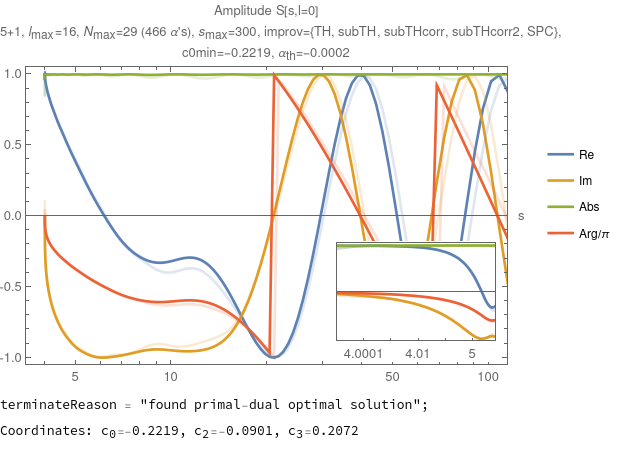 Amplitude S[s,l=0]
5+1, lmax=16, Nmax=29 (466 α's), smax=300, improv={TH, subTH, subTHcorr, subTHcorr2, SPC},
c0min=−0.2219, αth=−0.0002
1.0
0.5
0.0
-0.5
-1.0
5
10
50
100
s
4.0001
4.01
5
Re
Im
Abs
Arg/π
terminateReason = "found primal-dual optimal solution";
Coordinates: c0=-0.2219, c2=-0.0901, c3=0.2072